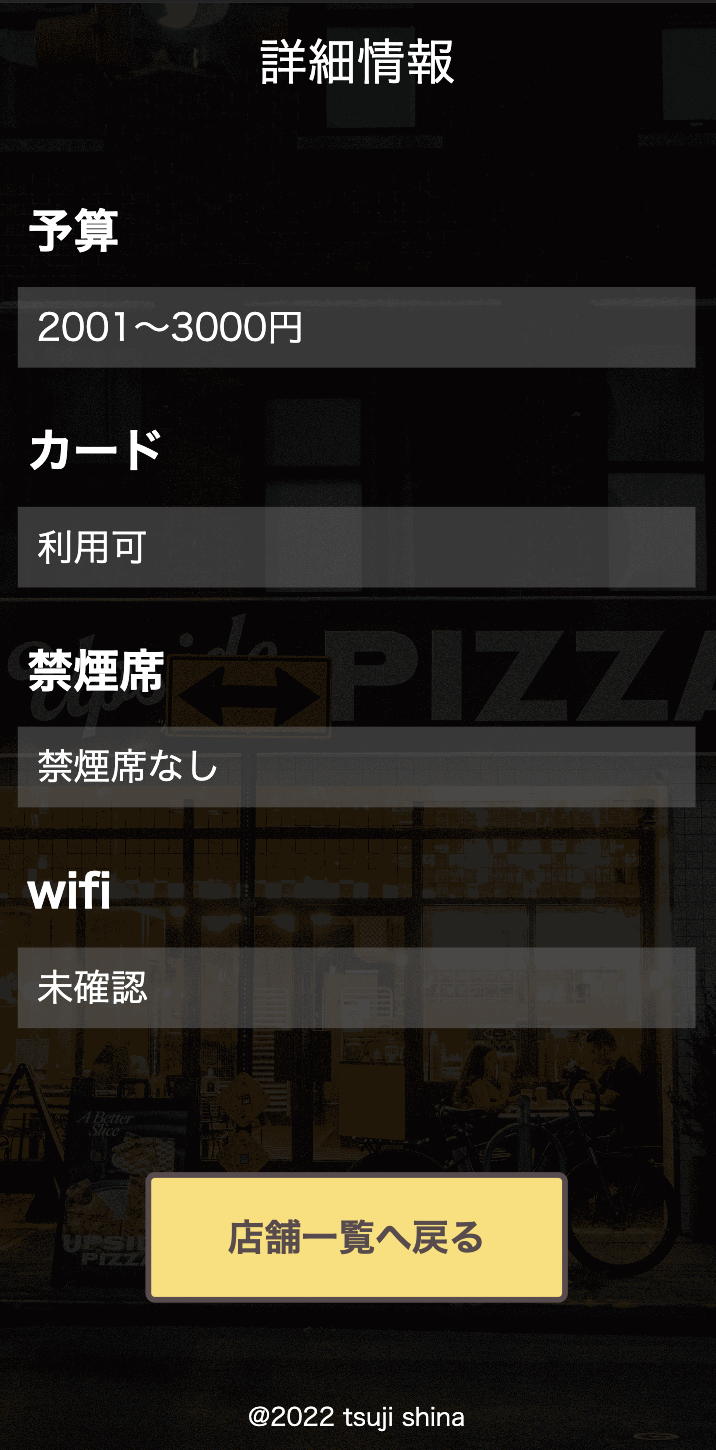 詳細情報
予算
2001〜3000円
カード
利用可
Upside PIZZA
禁煙席
禁煙席なし
wifi
未確認
A Better
Slice
UPSI
PIZZA
店舗一覧へ戻る
@2022 tsuji shina